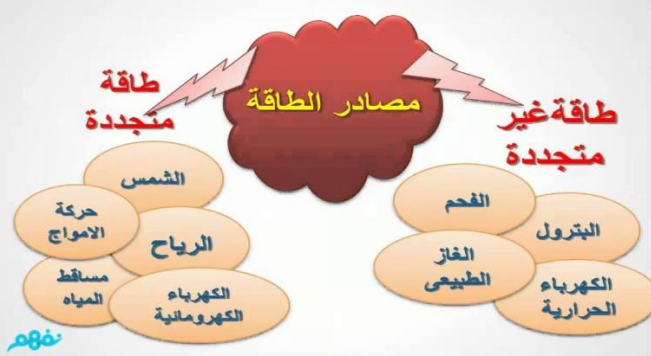 مصادر الطاقة
طاقة غير
متجددة
الفحم
البترول
الغاز
الطبيعى
الكهرباء
الحرارية
طاقة
متجددة
الشمس
حركة
الامواج
الرياح
مساقط
المياه
الكهرباء
الكهرومائية
نفهم